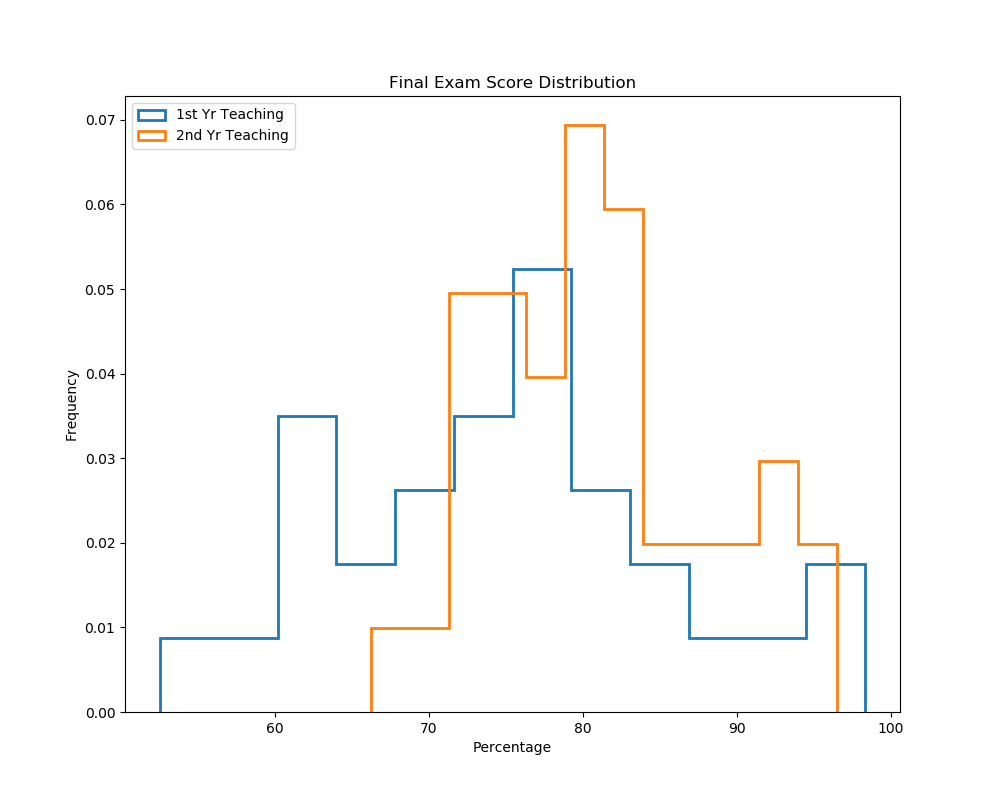 Final Exam Score Distribution
1st Yr Teaching
2nd Yr Teaching
0.07
0.06
0.05
0.04
0.03
0.02
0.01
0.00
Frequency
60 70 80 90 100
Percentage